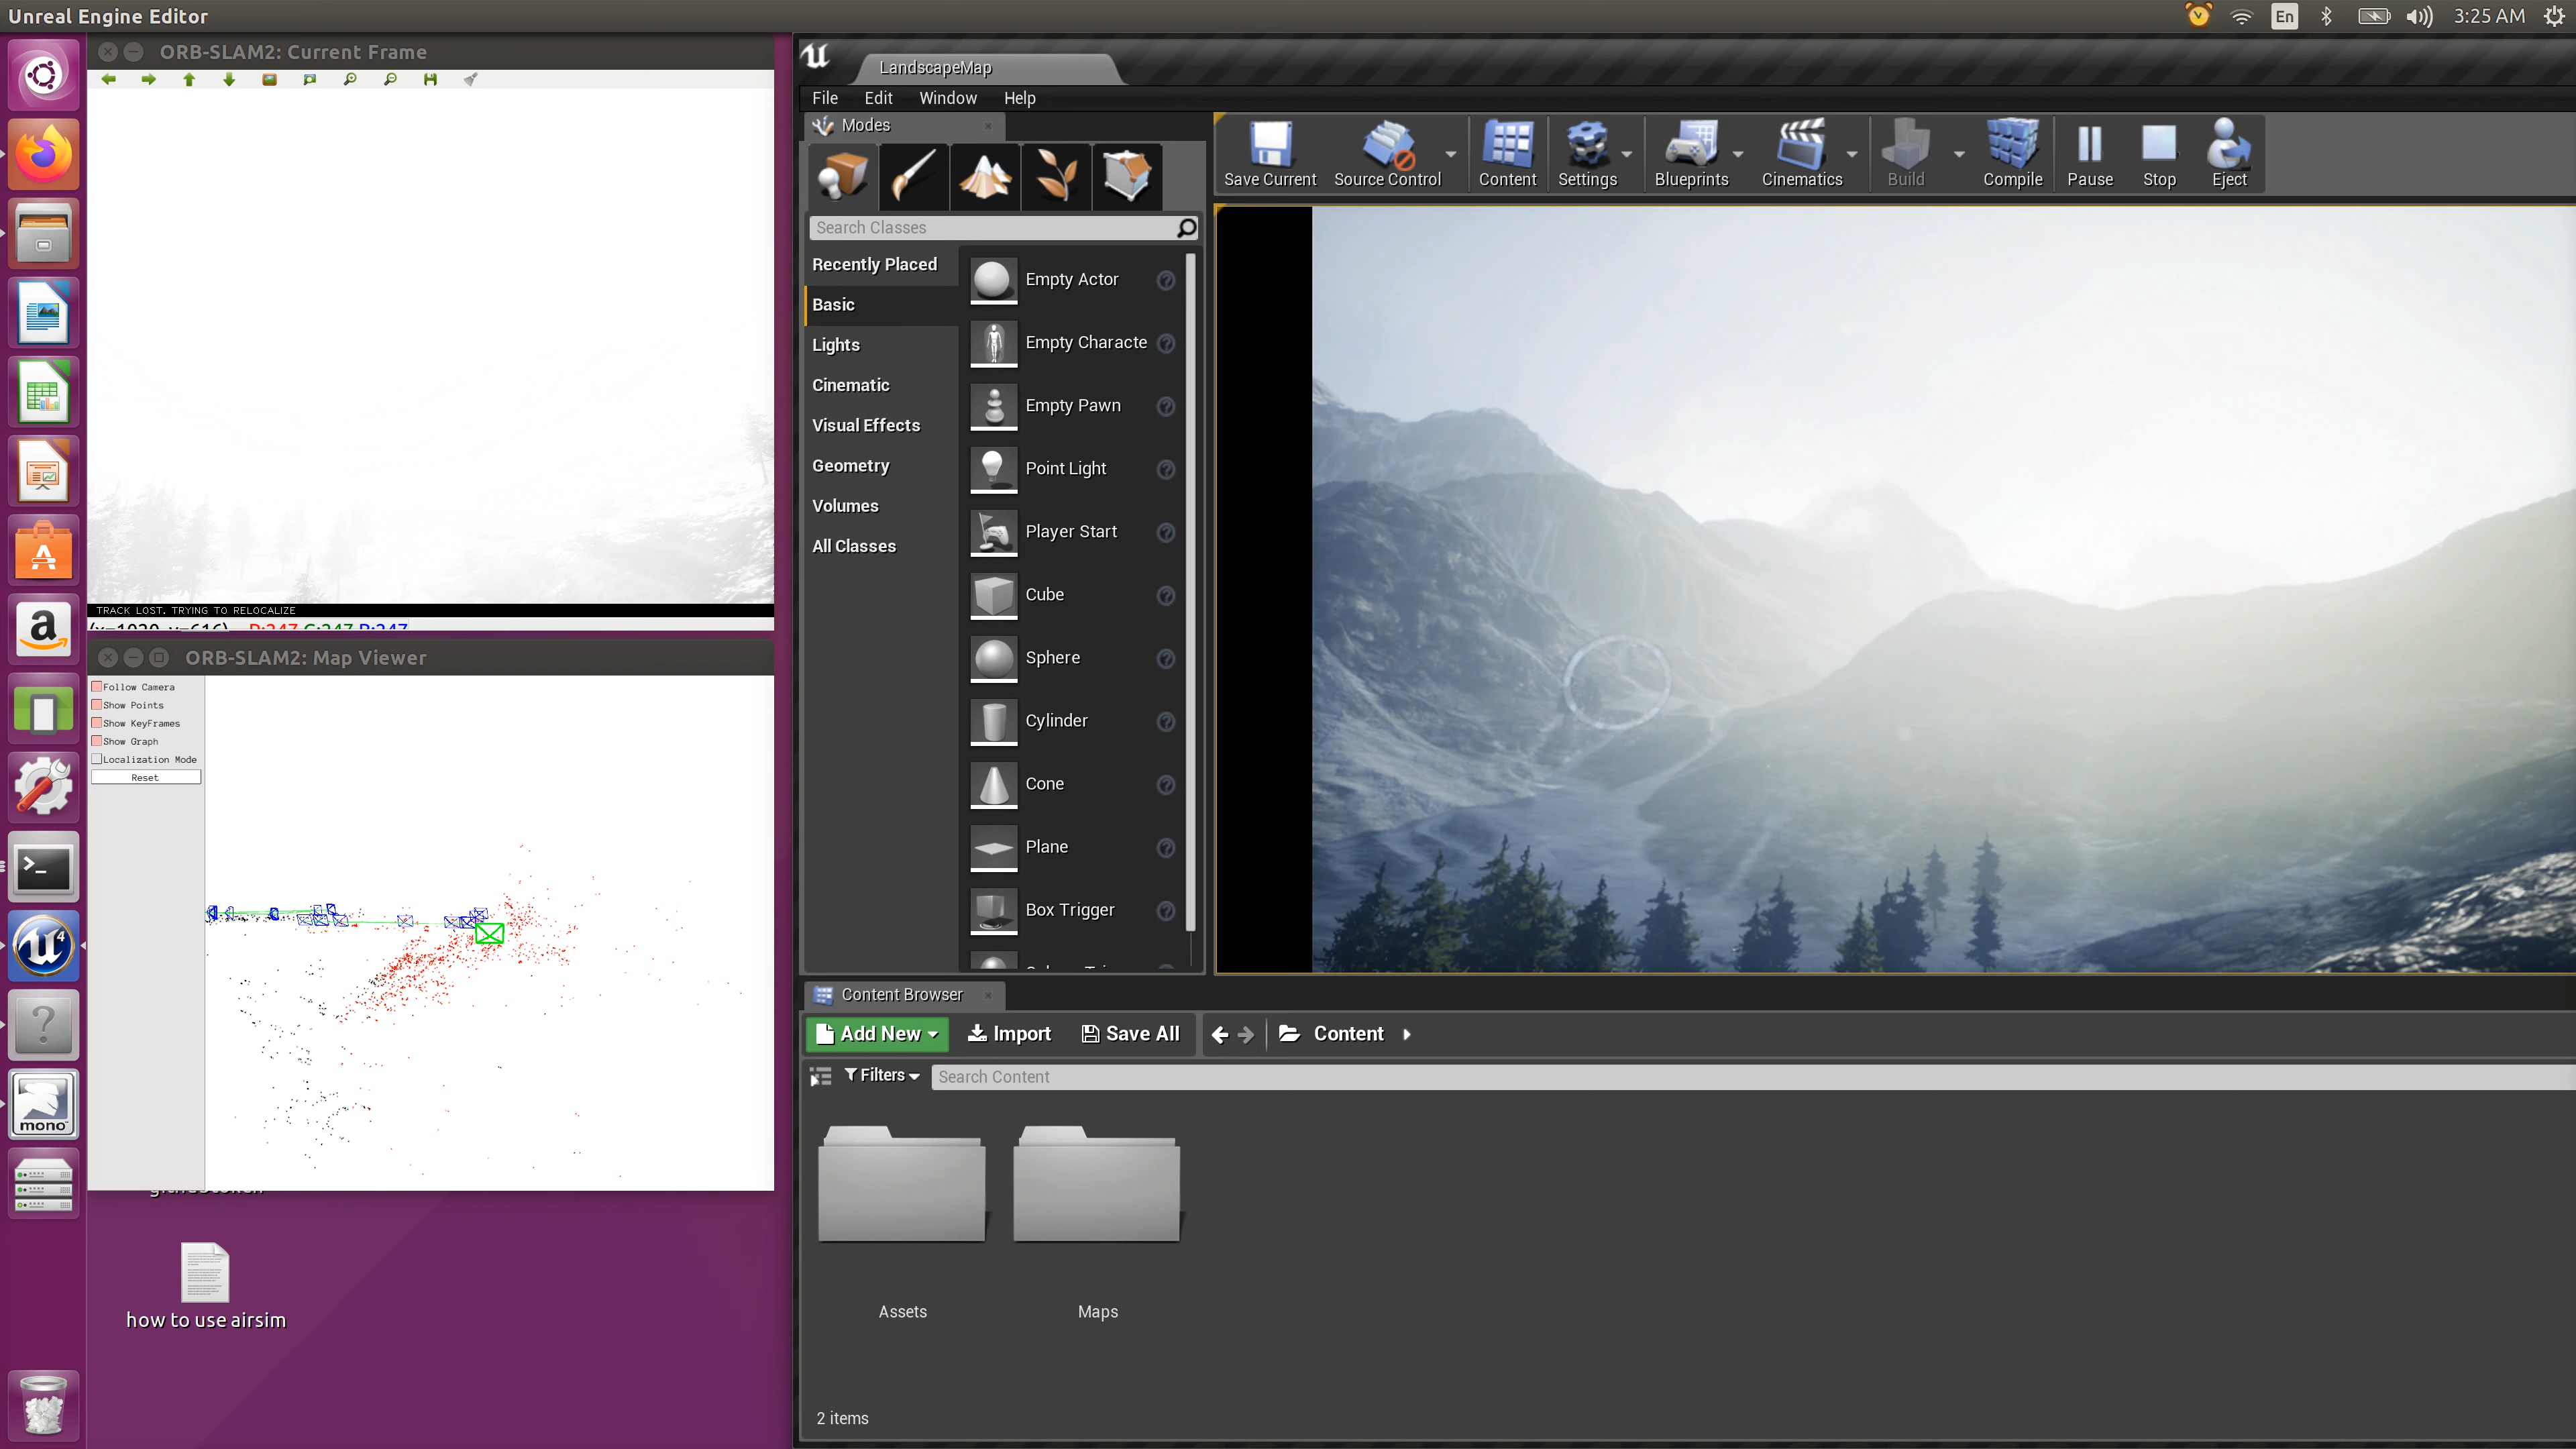 Unreal Engine Editor
En
3:25 AM
ORB-SLAM2: Current Frame
TRACK LOST. TRYING TO RELOCALIZE
ORB-SLAM2: Map Viewer
Follow Camera
Show Points
Show KeyFrames
Show Graph
Localization Mode
Reset
how to use airsim
mono
LandscapeMap
File Edit Window Help
Modes
Search Classes
Recently Placed
Basic
Lights
Cinematic
Visual Effects
Geometry
Volumes
All Classes
Empty Actor
Empty Characte
Empty Pawn
Point Light
Player Start
Cube
Sphere
Cylinder
Cone
Plane
Box Trigger
Save Current
Source Control
Content
Settings
Blueprints
Cinematics
Build
Compile
Pause
Stop
Eject
Content Browser
Add New Import Save All Content
Filters Search Content
Assets
Maps
2 items